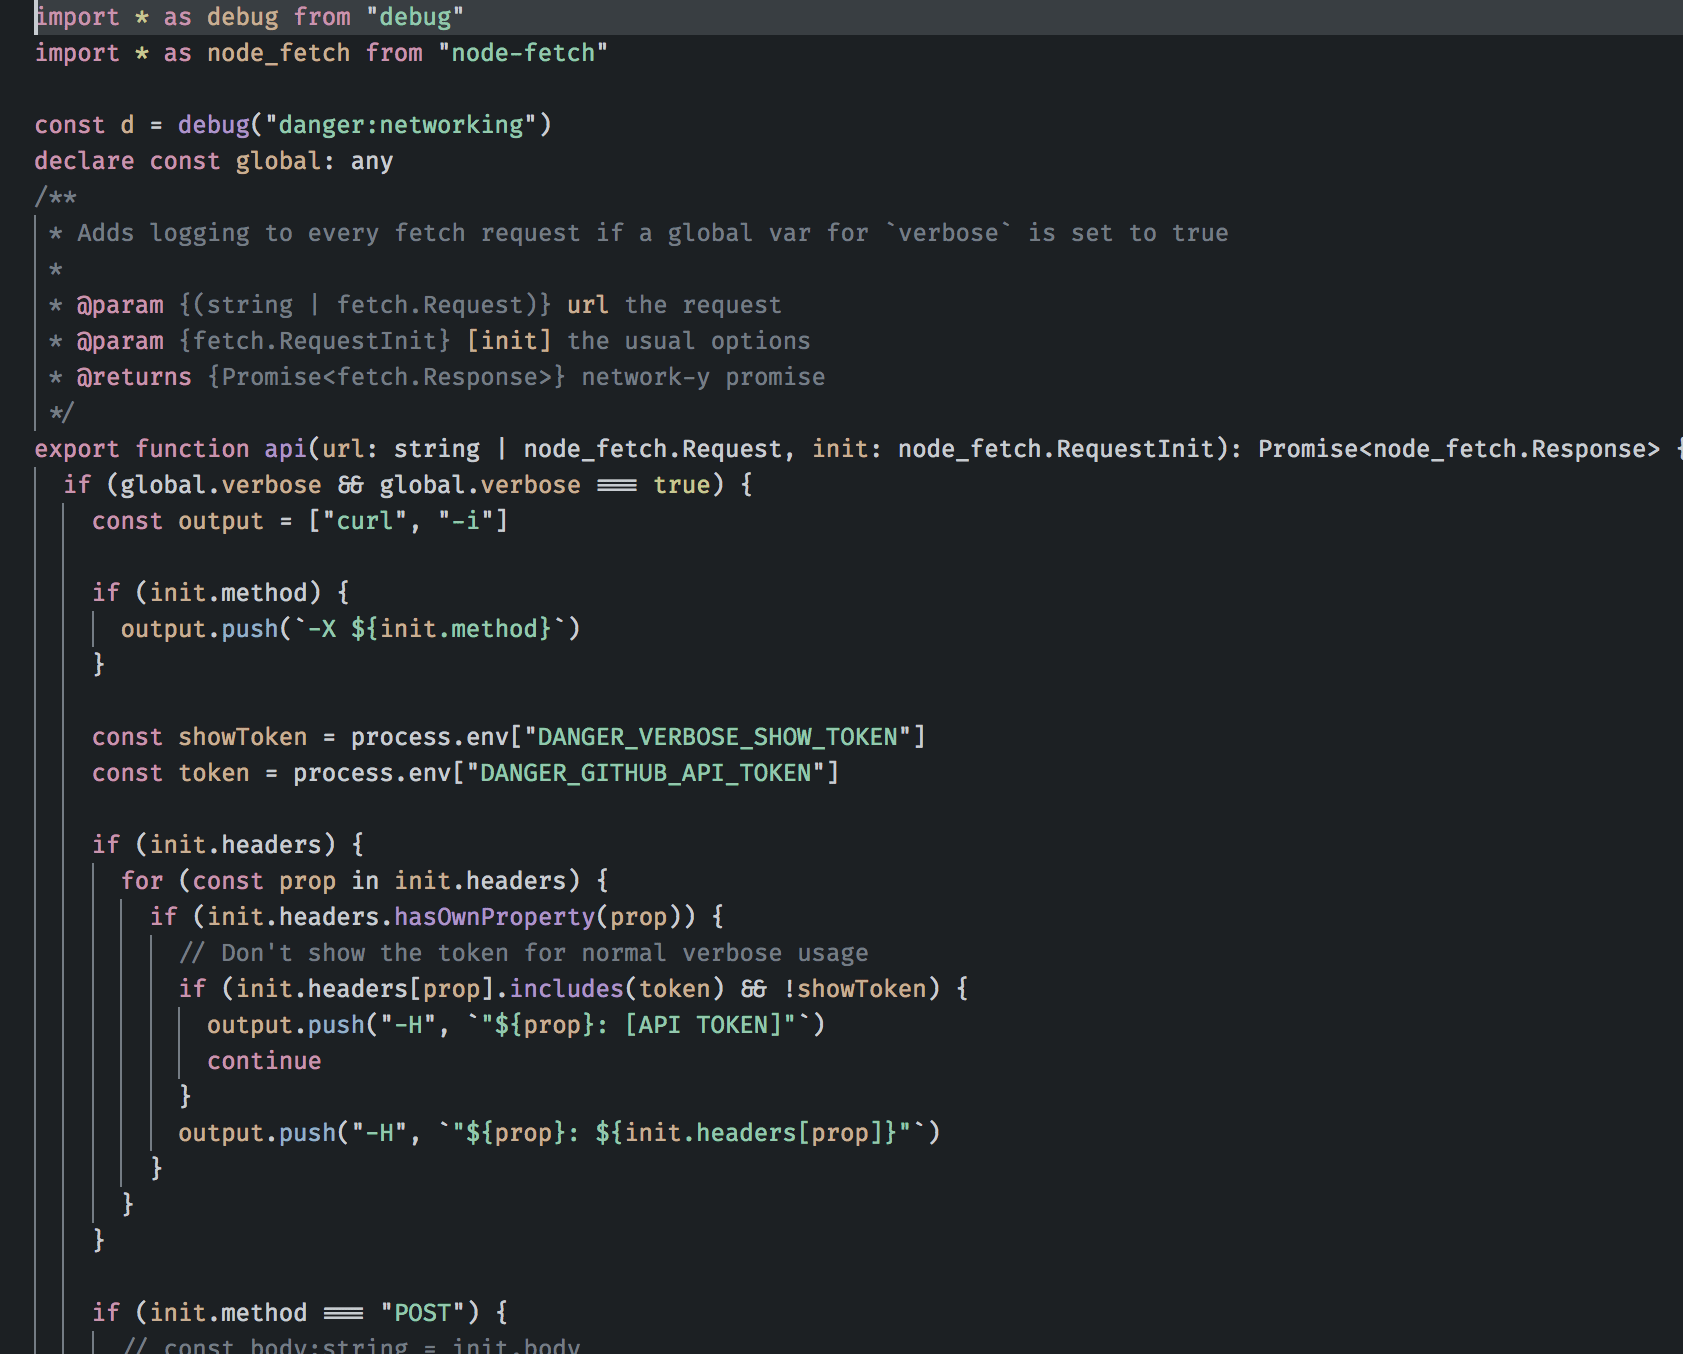 import * as debug from "debug"
import * as node_fetch from "node-fetch"
const d = debug("danger:networking")
declare const global: any
/**
* Adds logging to every fetch request if a global var for `verbose` is set to true
*
* @param {(string | fetch.Request)} url the request
* @param {fetch.RequestInit} [init] the usual options
* @returns {Promise<fetch.Response>} network-y promise
*/
export function api(url: string | node_fetch.Request, init: node_fetch.RequestInit): Promise<node_fetch.Response> {
if (global.verbose && global.verbose === true) {
const output = ["curl", "-i"]
if (init.method) {
output.push(`-X ${init.method}`)
}
const showToken = process.env["DANGER_VERBOSE_SHOW_TOKEN"]
const token = process.env["DANGER_GITHUB_API_TOKEN"]
if (init.headers) {
for (const prop in init.headers) {
if (init.headers.hasOwnProperty(prop)) {
// Don't show the token for normal verbose usage
if (init.headers[prop].includes(token) && !showToken) {
output.push("-H", `"${prop}: [API TOKEN]"`)
continue
}
output.push("-H", `"${prop}: ${init.headers[prop]}"`)
}
}
}
if (init.method === "POST") {
// const body:string = init.body